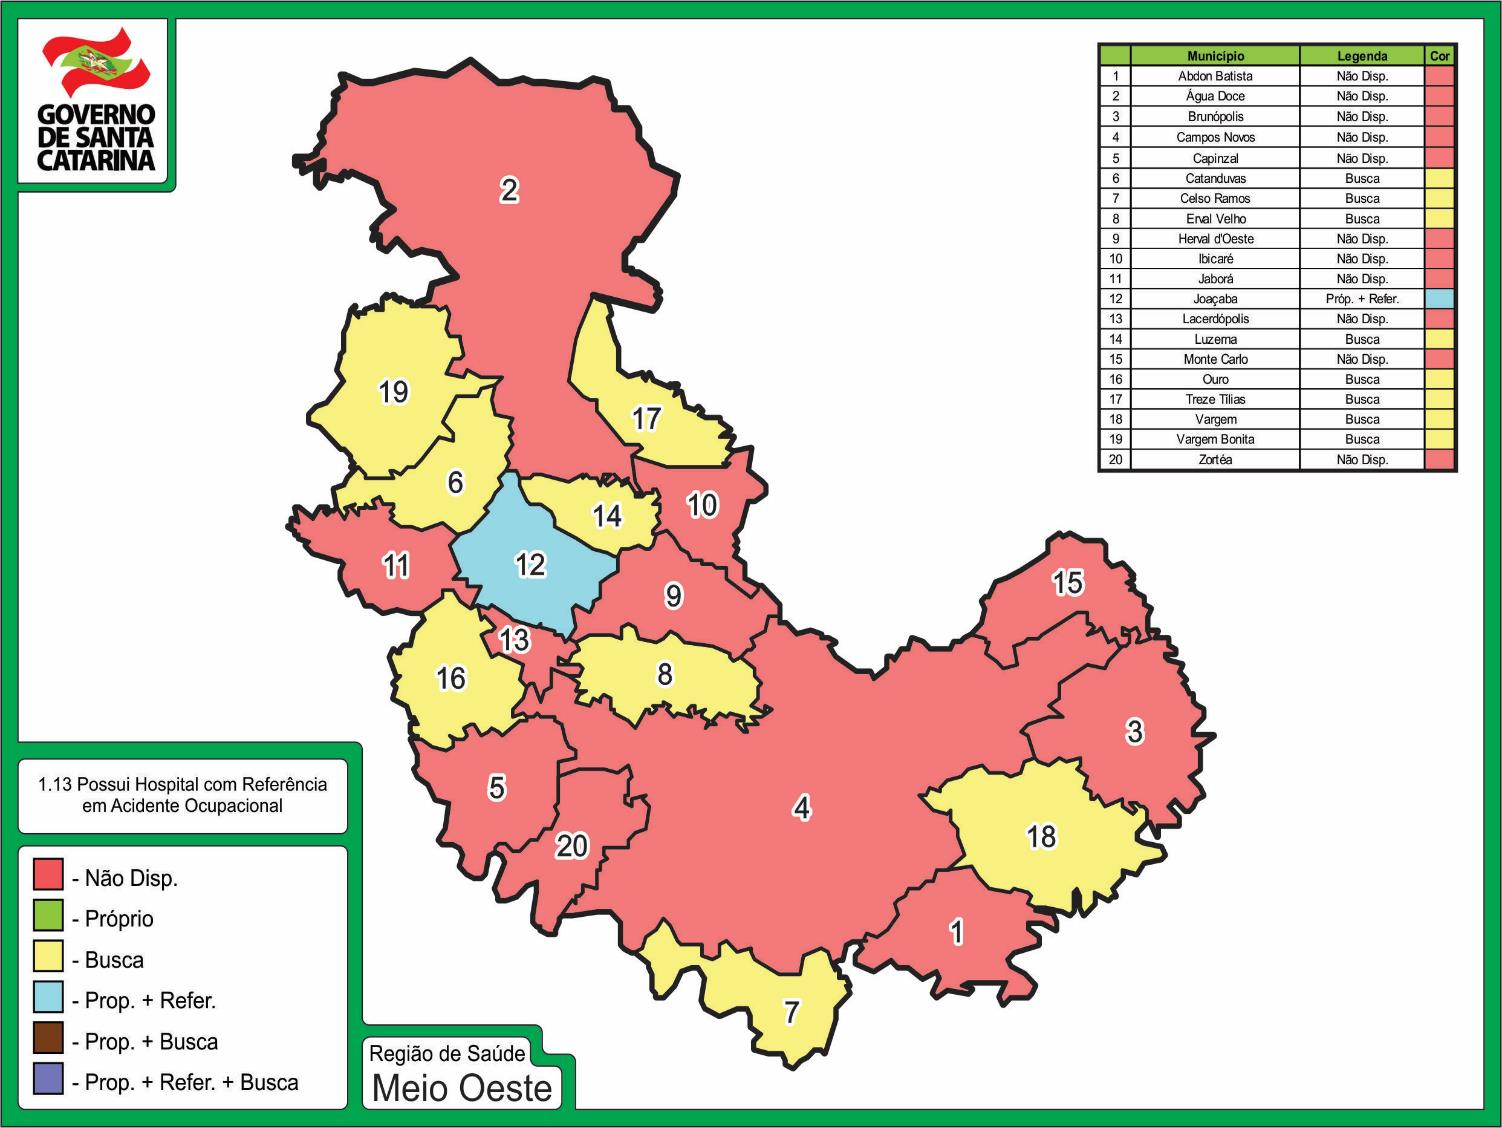 GOVERNO
DE SANTA
CATARINA
Município Legenda Cor
1 Abdon Batista Não Disp.
2 Água Doce Não Disp.
3 Brunópolis Não Disp.
4 Campos Novos Não Disp.
5 Capinzal Não Disp.
6 Catanduvas Busca
7 Celso Ramos Busca
8 Erval Velho Busca
9 Herval d'Oeste Não Disp.
10 Ibicaré Não Disp.
11 Jaborá Não Disp.
12 Joaçaba Próp. + Refer.
13 Lacerdópolis Não Disp.
14 Luzerna Busca
15 Monte Carlo Não Disp.
16 Ouro Busca
17 Treze Tílias Busca
18 Vargem Busca
19 Vargem Bonita Busca
20 Zortéa Não Disp.
2
19
17
6
14
10
12
11
9
15
13
16
8
3
5
4
20
18
1
7
1.13 Possui Hospital com Referência
em Acidente Ocupacional
- Não Disp.
- Próprio
- Busca
- Prop. + Refer.
- Prop. + Busca
- Prop. + Refer. + Busca
Região de Saúde
Meio Oeste